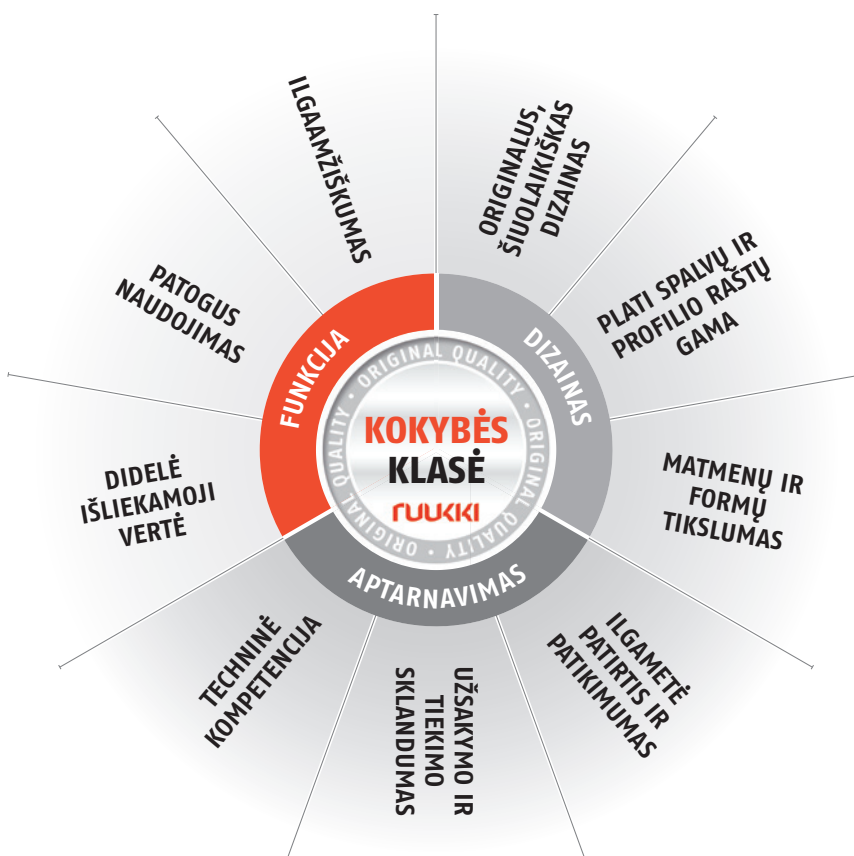 ILGAAMŽIŠKUMAS
ORIGINALUS,
ŠIUOLAIKIŠKAS
DIZAINAS
PATOGUS
NAUDOJIMAS
PLATI SPALVŲ IR
PROFILIO RAŠTŲ
GAMA
FUNKCIJA
DIZAINAS
ORIGINAL QUALITY • ORIGINAL QUALITY • ORIGINAL QUALITY •
KOKYBĖS
KLASĖ
RUUKKI
DIDELĖ
IŠLIEKAMOJI
VERTĖ
MATMENŲ IR
FORMŲ
TIKSLUMAS
APTARNAVIMAS
TECHNINĖ
KOMPETENCIJA
UŽSAKYMO IR
TIEKIMO
SKLANDUMAS
ILGAMETĖ
PATIRTIS IR
PATIKIMUMAS